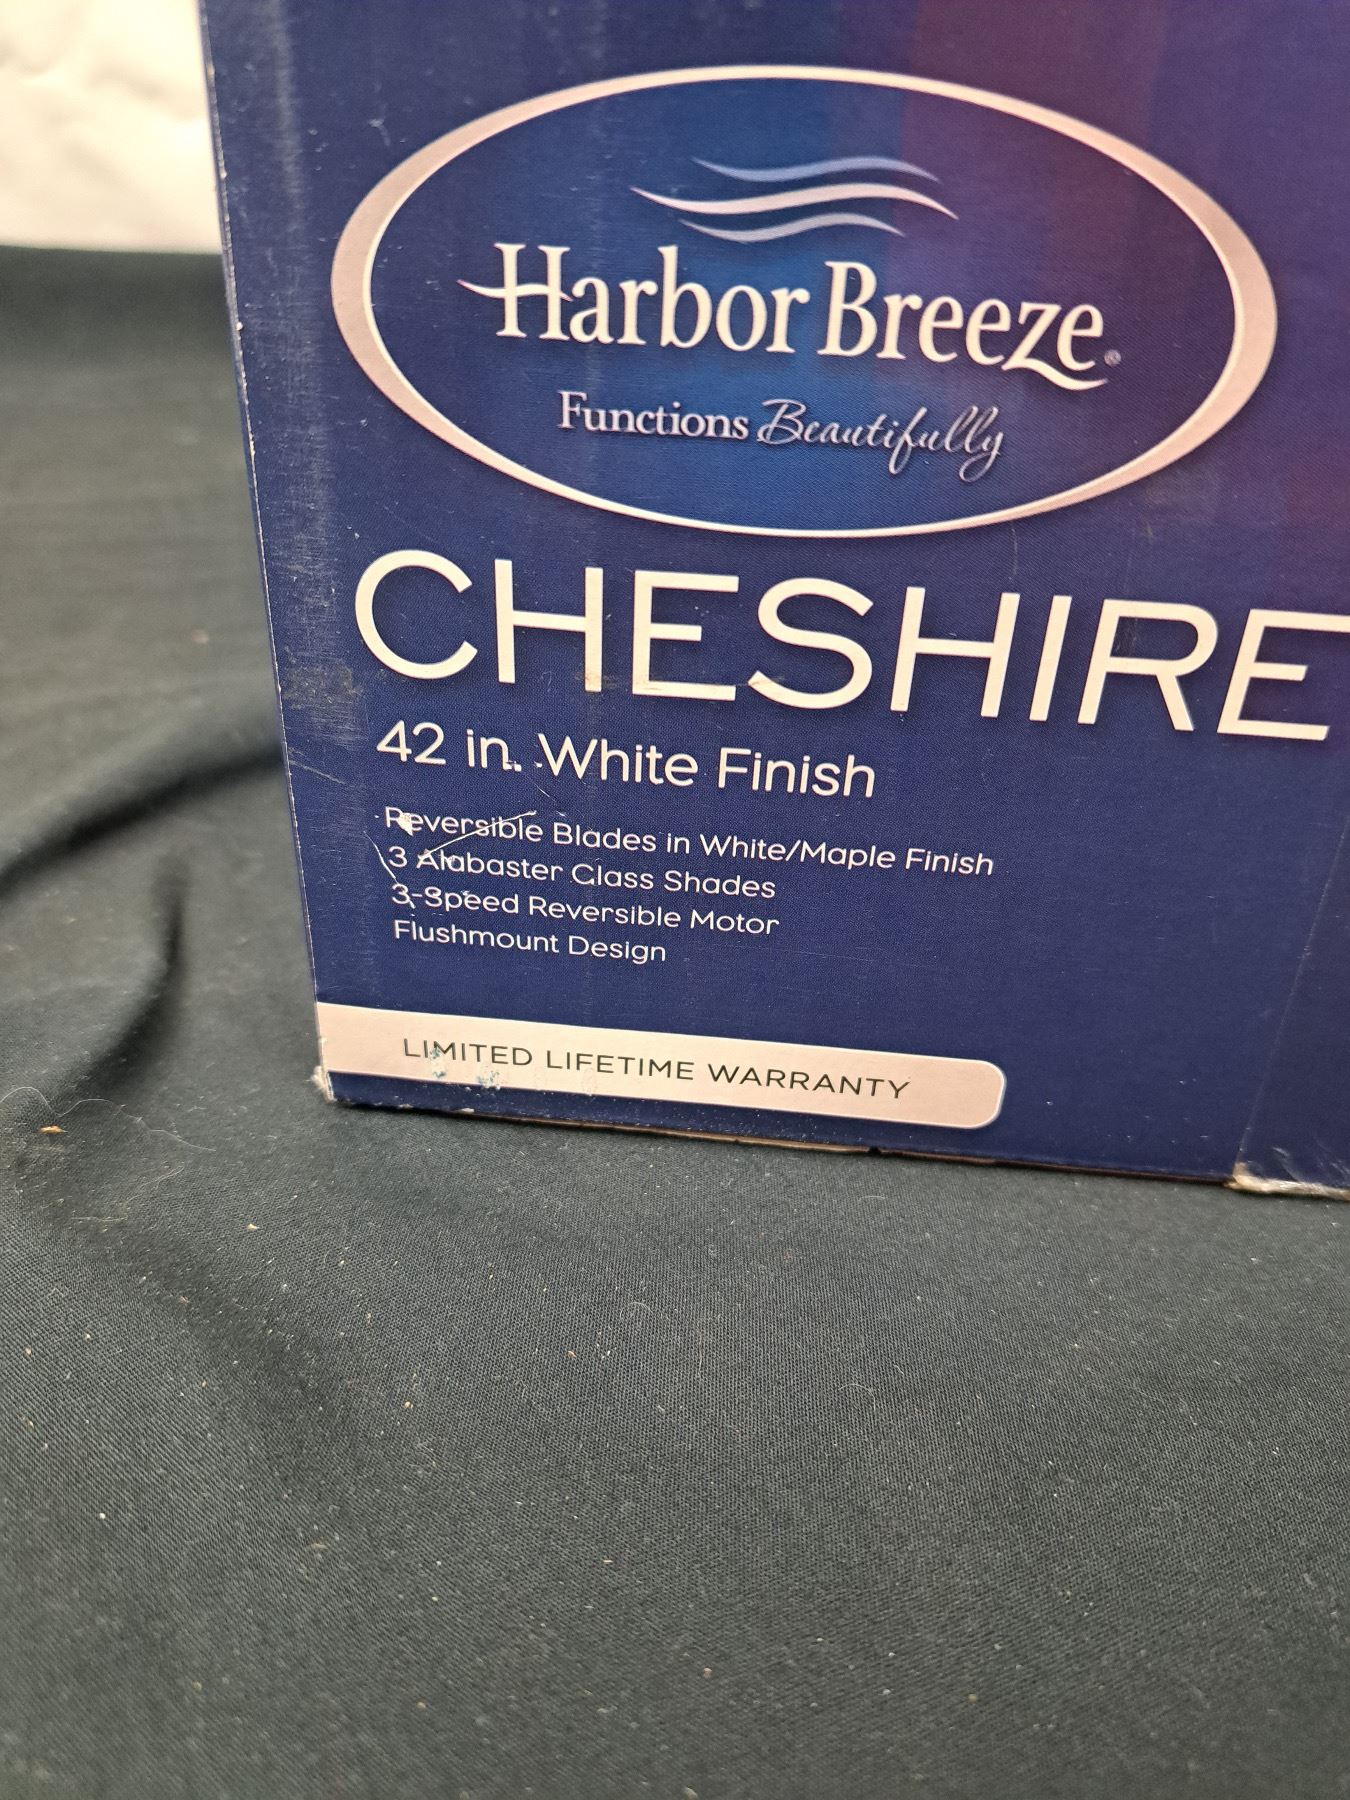 Harbor Breeze®
Functions Beautifully
CHESHIRE
42 in. White Finish
Reversible Blades in White/Maple Finish
3 Alabaster Glass Shades
3-Speed Reversible Motor
Flushmount Design
LIMITED LIFETIME WARRANTY